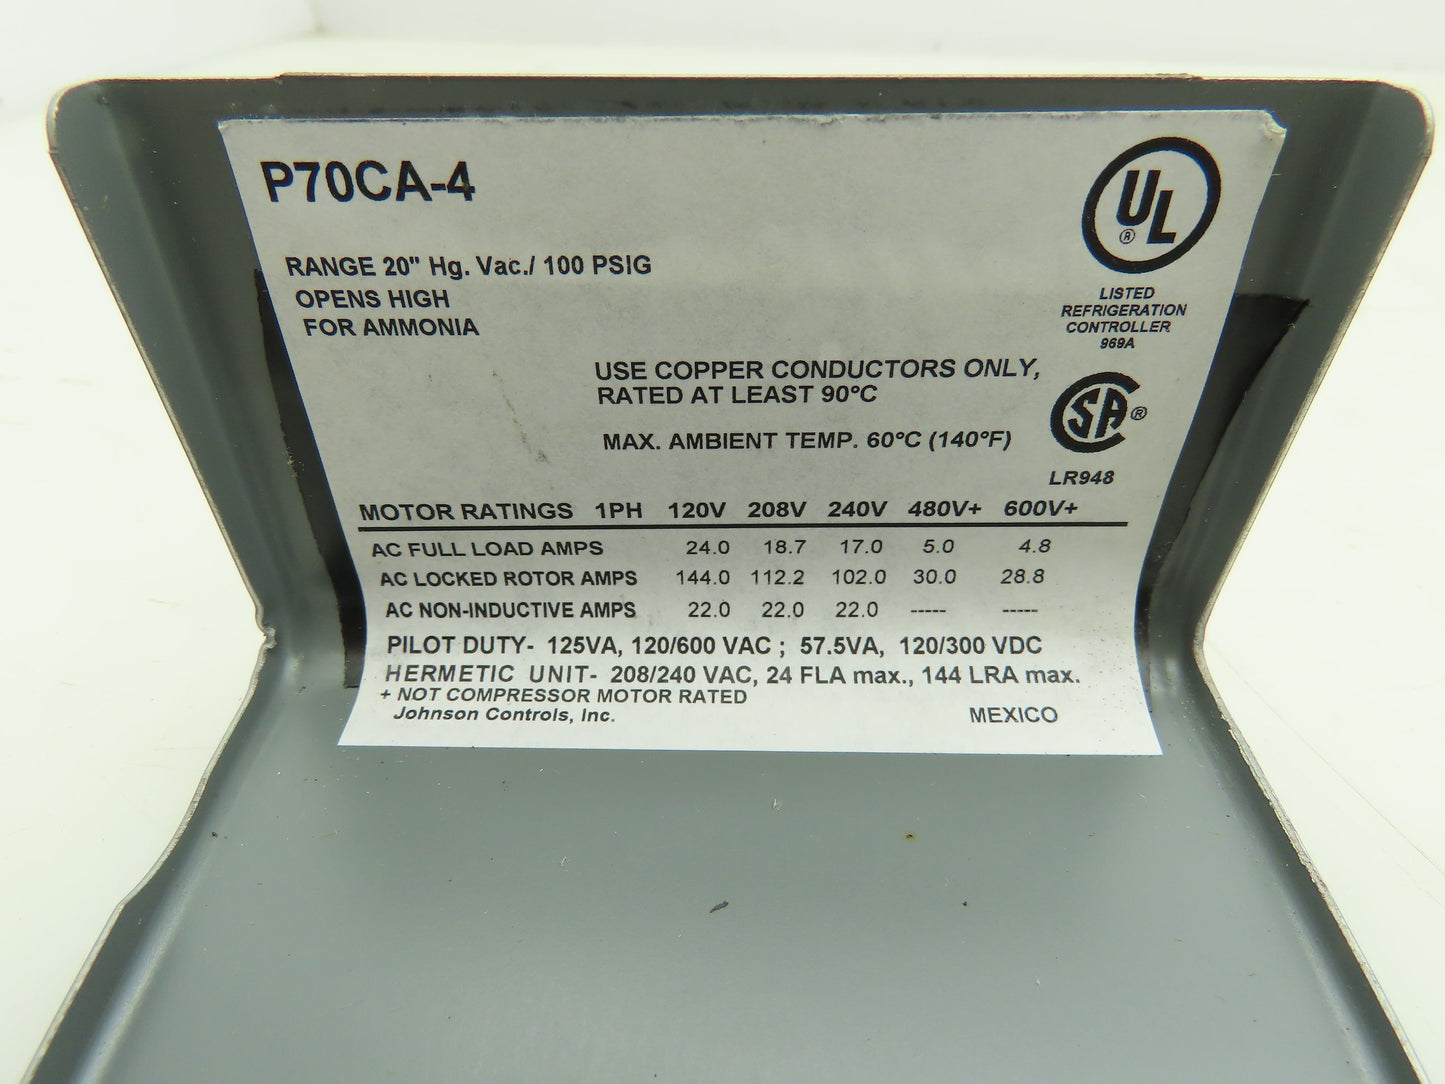 P70CA-4
RANGE 20" Hg. Vac./ 100 PSIG
OPENS HIGH
FOR AMMONIA
UL ®
LISTED
REFRIGERATION
CONTROLLER
969A
USE COPPER CONDUCTORS ONLY,
RATED AT LEAST 90°C
MAX. AMBIENT TEMP. 60°C (140°F)
SA ®
LR948
MOTOR RATINGS 1PH 120V 208V 240V 480V+ 600V+
AC FULL LOAD AMPS 24.0 18.7 17.0 5.0 4.8
AC LOCKED ROTOR AMPS 144.0 112.2 102.0 30.0 28.8
AC NON-INDUCTIVE AMPS 22.0 22.0 22.0 ----- -----
PILOT DUTY- 125VA, 120/600 VAC ; 57.5VA, 120/300 VDC
HERMETIC UNIT- 208/240 VAC, 24 FLA max., 144 LRA max.
+ NOT COMPRESSOR MOTOR RATED
Johnson Controls, Inc. MEXICO